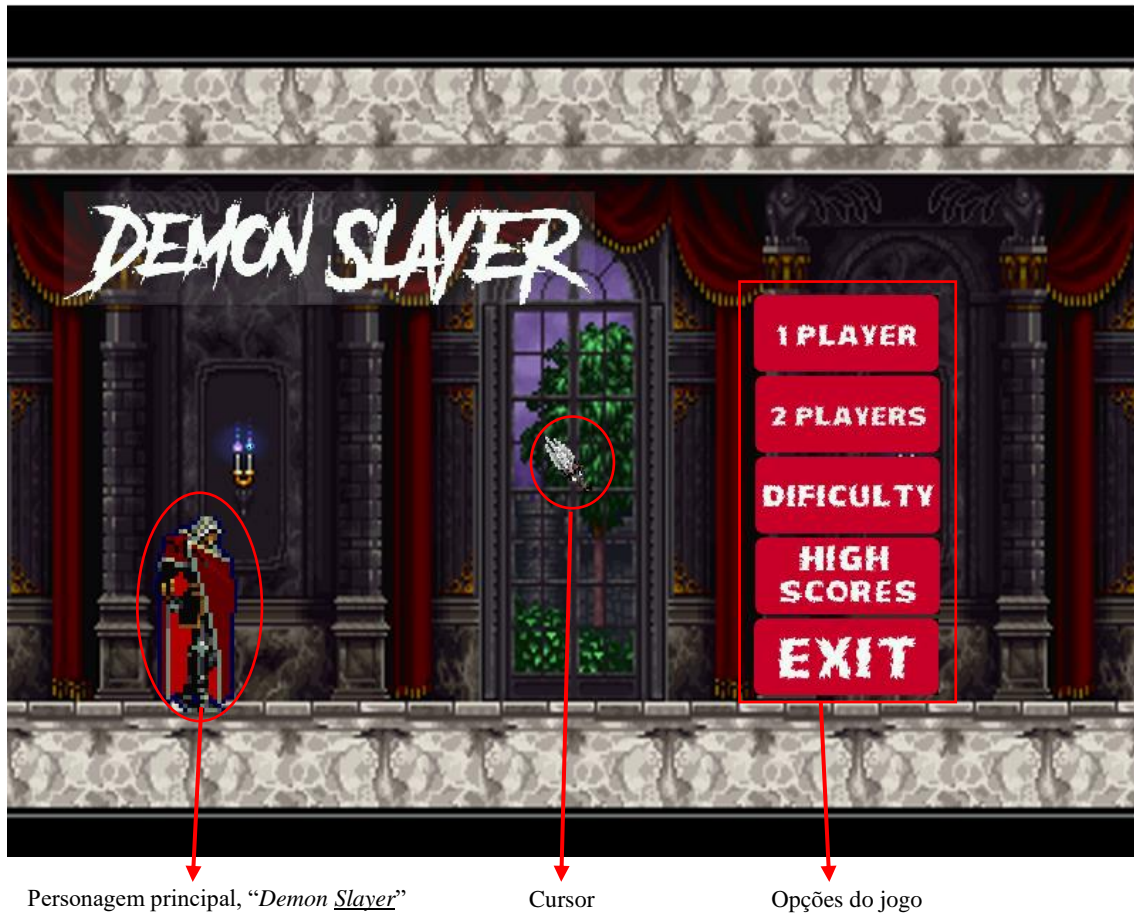 DEMON SLAYER
1 PLAYER
2 PLAYERS
DIFICULTY
HIGH
SCORES
EXIT
Personagem principal, “Demon Slayer”
Cursor
Opções do jogo